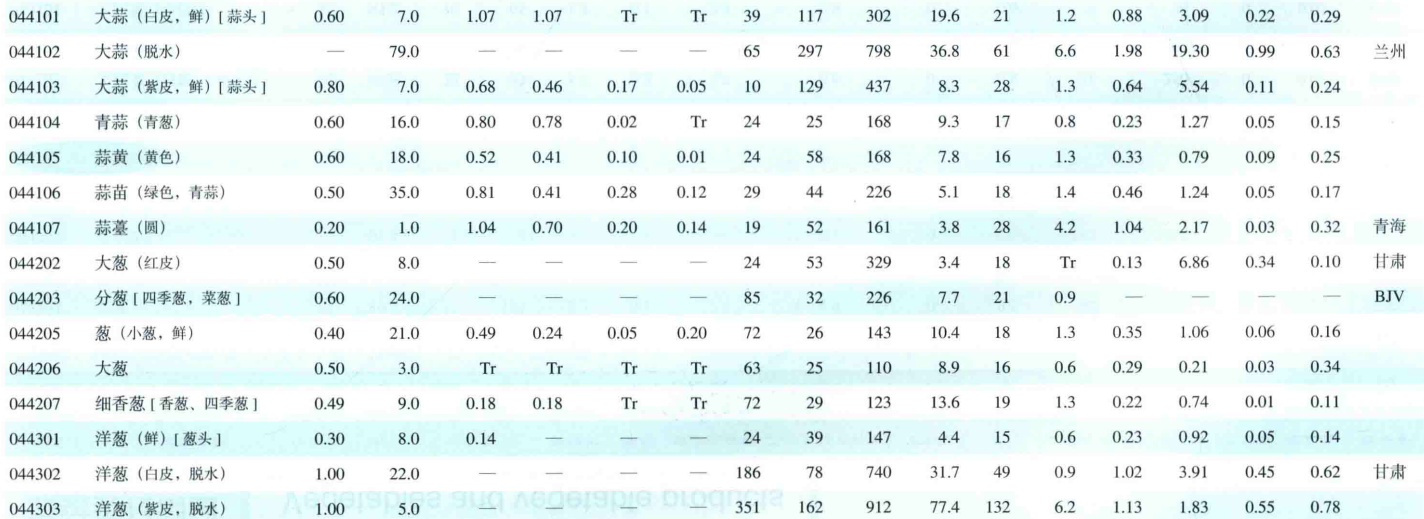 044101 大蒜（白皮，鲜）[蒜头] 0.60 7.0 1.07 1.07 Tr Tr 39 117 302 19.6 21 1.2 0.88 3.09 0.22 0.29
044102 大蒜（脱水） — 79.0 — — — — 65 297 798 36.8 61 6.6 1.98 19.30 0.99 0.63 兰州
044103 大蒜（紫皮，鲜）[蒜头] 0.80 7.0 0.68 0.46 0.17 0.05 10 129 437 8.3 28 1.3 0.64 5.54 0.11 0.24
044104 青蒜（青葱） 0.60 16.0 0.80 0.78 0.02 Tr 24 25 168 9.3 17 0.8 0.23 1.27 0.05 0.15
044105 蒜黄（黄色） 0.60 18.0 0.52 0.41 0.10 0.01 24 58 168 7.8 16 1.3 0.33 0.79 0.09 0.25
044106 蒜苗（绿色，青蒜） 0.50 35.0 0.81 0.41 0.28 0.12 29 44 226 5.1 18 1.4 0.46 1.24 0.05 0.17
044107 蒜薹（圆） 0.20 1.0 1.04 0.70 0.20 0.14 19 52 161 3.8 28 4.2 1.04 2.17 0.03 0.32 青海
044202 大葱（红皮） 0.50 8.0 — — — — 24 53 329 3.4 18 Tr 0.13 6.86 0.34 0.10 甘肃
044203 分葱[四季葱，菜葱] 0.60 24.0 — — — — 85 32 226 7.7 21 0.9 — — — — BJV
044205 葱（小葱，鲜） 0.40 21.0 0.49 0.24 0.05 0.20 72 26 143 10.4 18 1.3 0.35 1.06 0.06 0.16
044206 大葱 0.50 3.0 Tr Tr Tr Tr 63 25 110 8.9 16 0.6 0.29 0.21 0.03 0.34
044207 细香葱[香葱、四季葱] 0.49 9.0 0.18 0.18 Tr Tr 72 29 123 13.6 19 1.3 0.22 0.74 0.01 0.11
044301 洋葱（鲜）[葱头] 0.30 8.0 0.14 — — 24 39 147 4.4 15 0.6 0.23 0.92 0.05 0.14
044302 洋葱（白皮，脱水） 1.00 22.0 — — — — 186 78 740 31.7 49 0.9 1.02 3.91 0.45 0.62 甘肃
044303 洋葱（紫皮，脱水） 1.00 5.0 — — — — 351 162 912 77.4 132 6.2 1.13 1.83 0.55 0.78